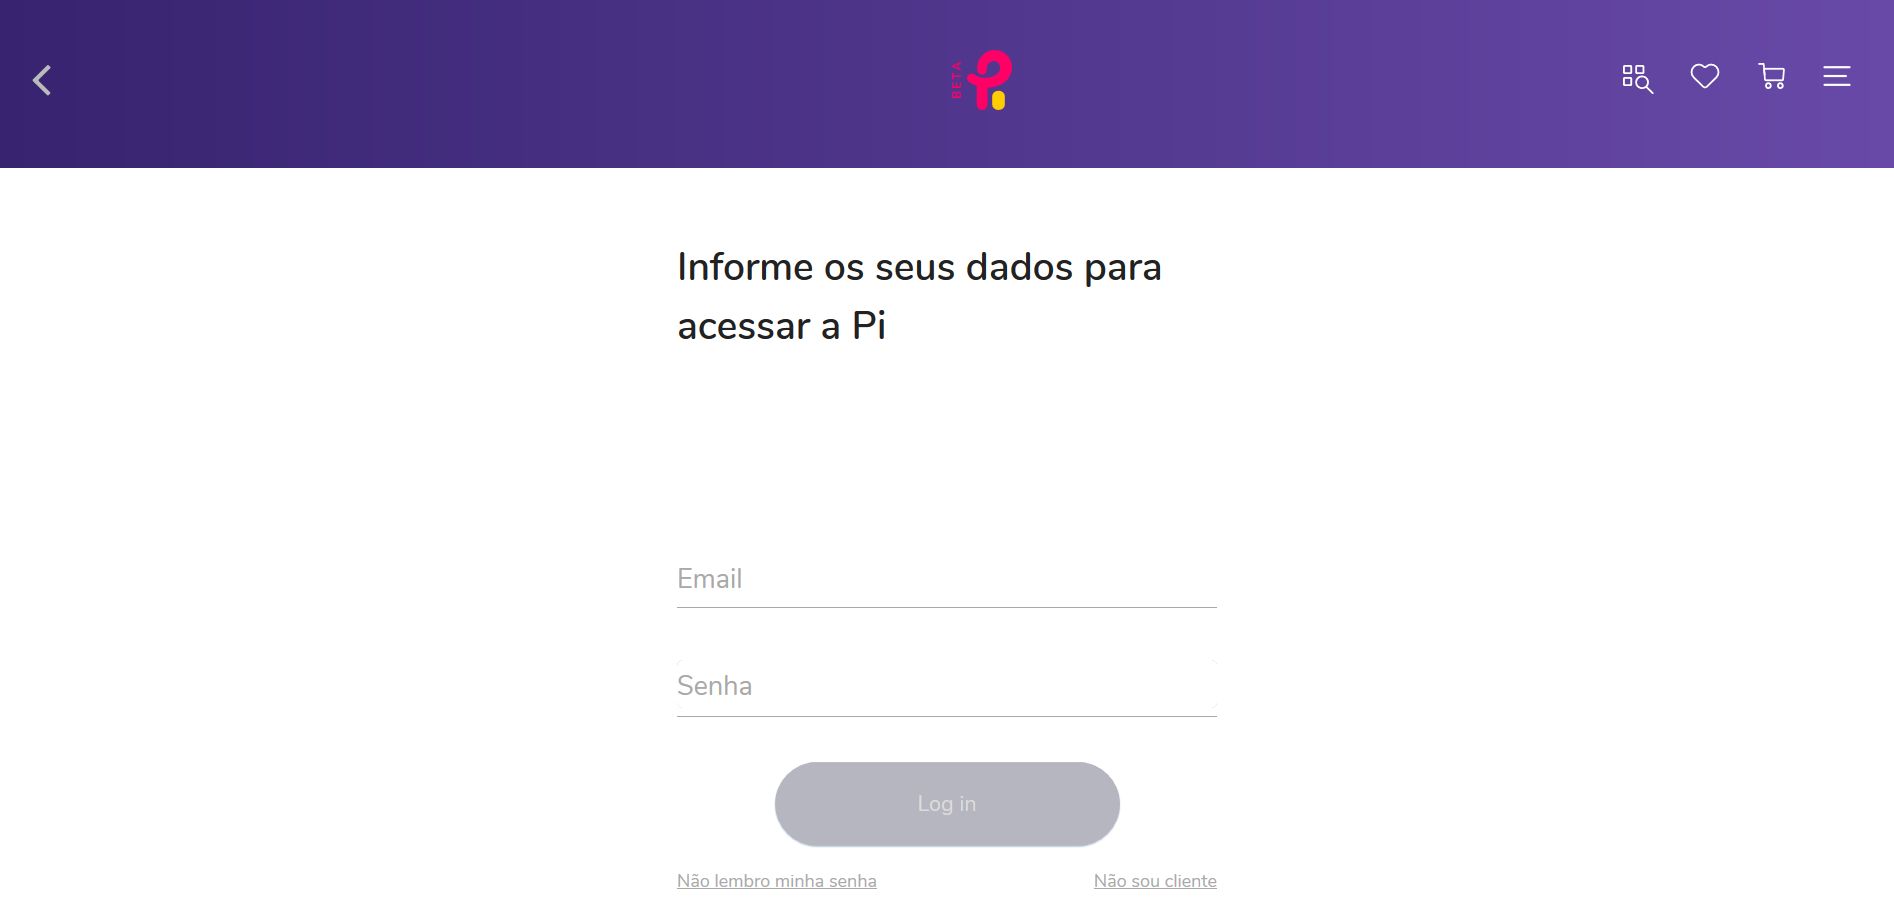 BETA
Informe os seus dados para
acessar a Pi
Email
Senha
Log in
Não lembro minha senha
Não sou cliente